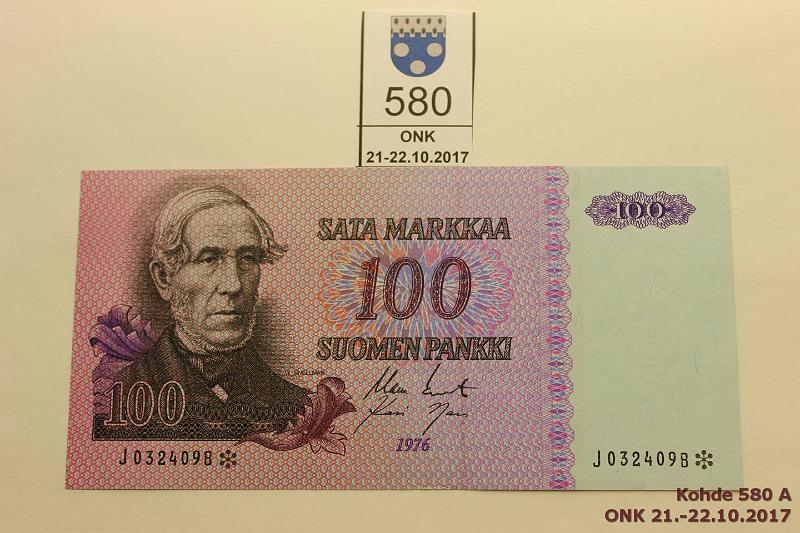 580
ONK
21-22.10.2017
SATA MARKKAA
100
100
SUOMEN PANKKI
J.V. SNELLMAN
100
1976
J0324098✻
J0324098✻
Kohde 580 A
ONK 21.-22.10.2017